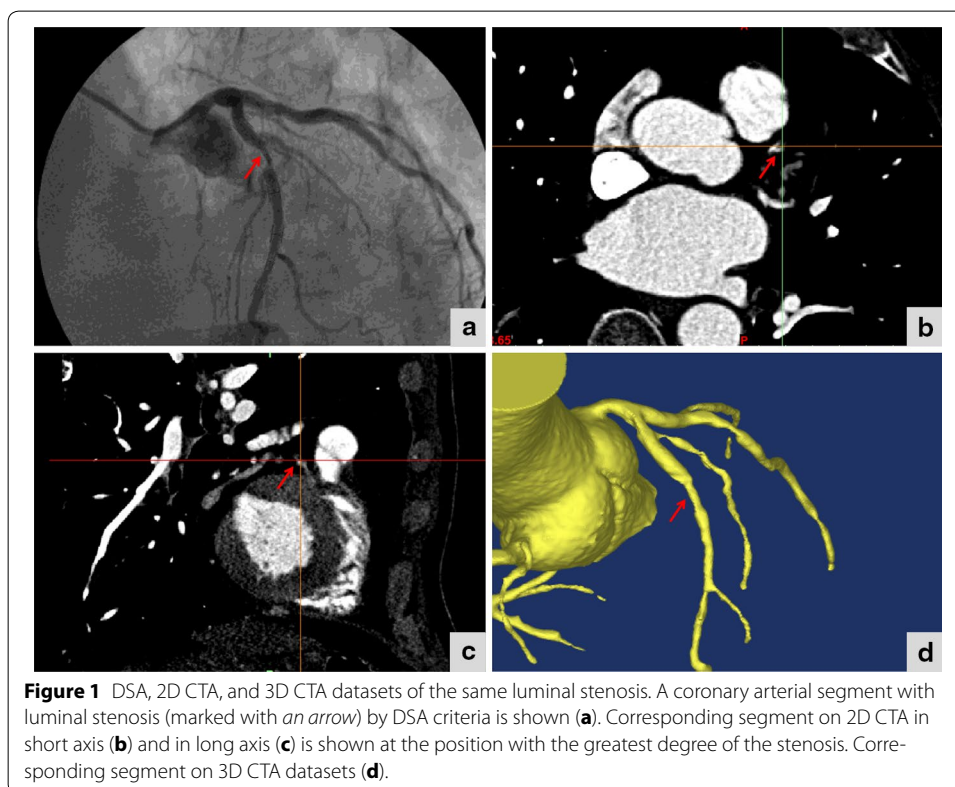 a
b
.65'
P
c
d
Figure 1 DSA, 2D CTA, and 3D CTA datasets of the same luminal stenosis. A coronary arterial segment with
luminal stenosis (marked with an arrow) by DSA criteria is shown (a). Corresponding segment on 2D CTA in
short axis (b) and in long axis (c) is shown at the position with the greatest degree of the stenosis. Corre-
sponding segment on 3D CTA datasets (d).